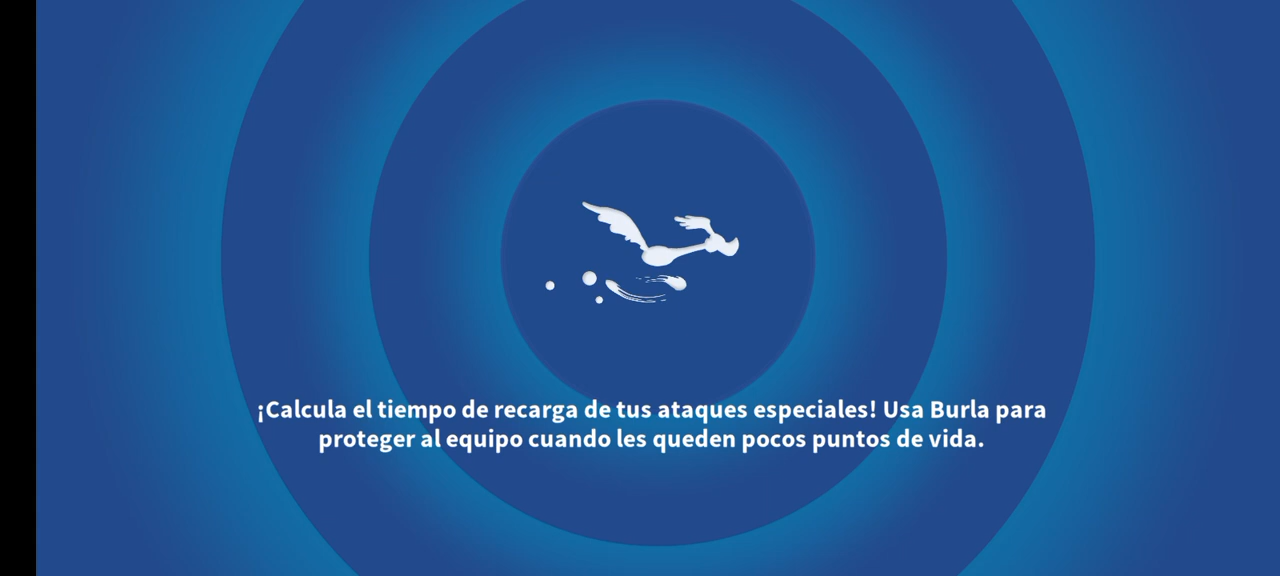 ¡Calcula el tiempo de recarga de tus ataques especiales! Usa Burla para
proteger al equipo cuando les queden pocos puntos de vida.